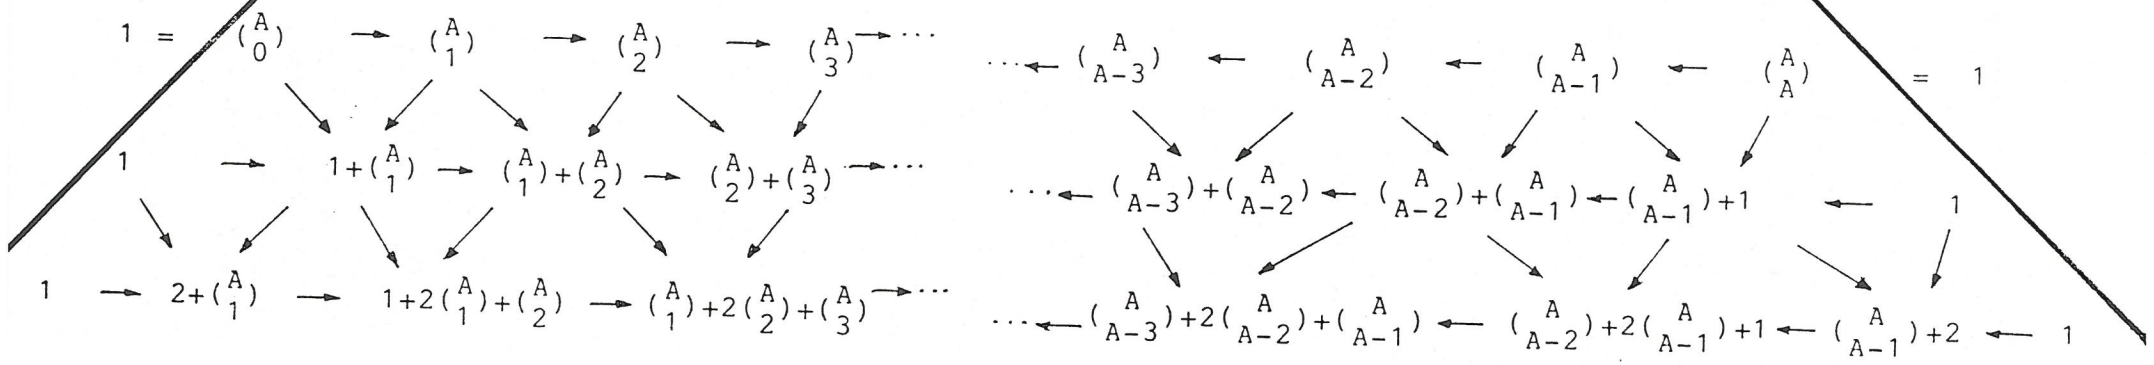 1 = (A 0) → (A 1) → (A 2) → (A 3) → ··· ··· ← (A A-3) ← (A A-2) ← (A A-1) ← (A A) = 1
1 → 1+(A 1) → (A 1)+(A 2) → (A 2)+(A 3) → ··· ··· ← (A A-3)+(A A-2) ← (A A-2)+(A A-1) ← (A A-1)+1 ← 1
1 → 2+(A 1) → 1+2(A 1)+(A 2) → (A 1)+2(A 2)+(A 3) → ··· ··· ← (A A-3)+2(A A-2)+(A A-1) ← (A A-2)+2(A A-1)+1 ← (A A-1)+2 ← 1